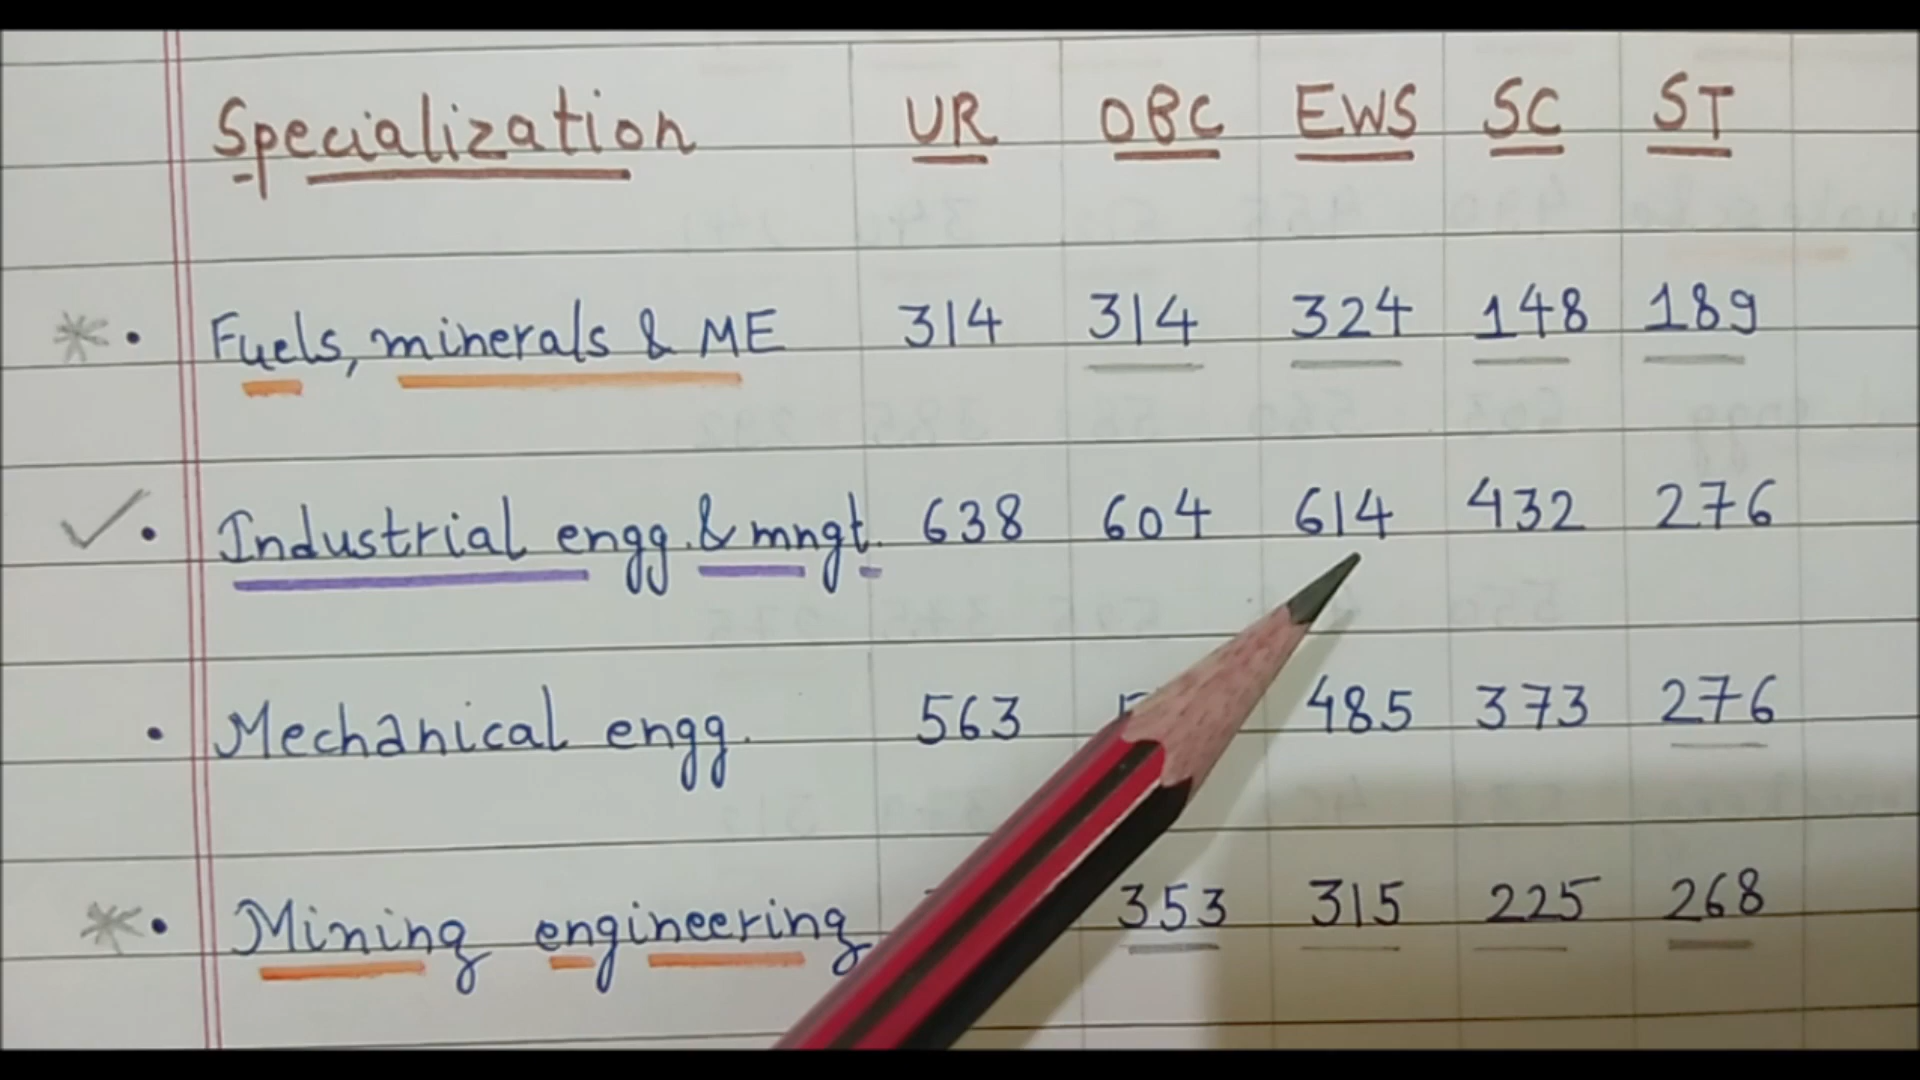 Specialization UR OBC EWS SC ST
* • Fuels, minerals & ME 314 314 324 148 189
✓ • Industrial engg. & mngt. 638 604 614 432 276
• Mechanical engg. 563 485 373 276
* • Mining engineering 353 315 225 268